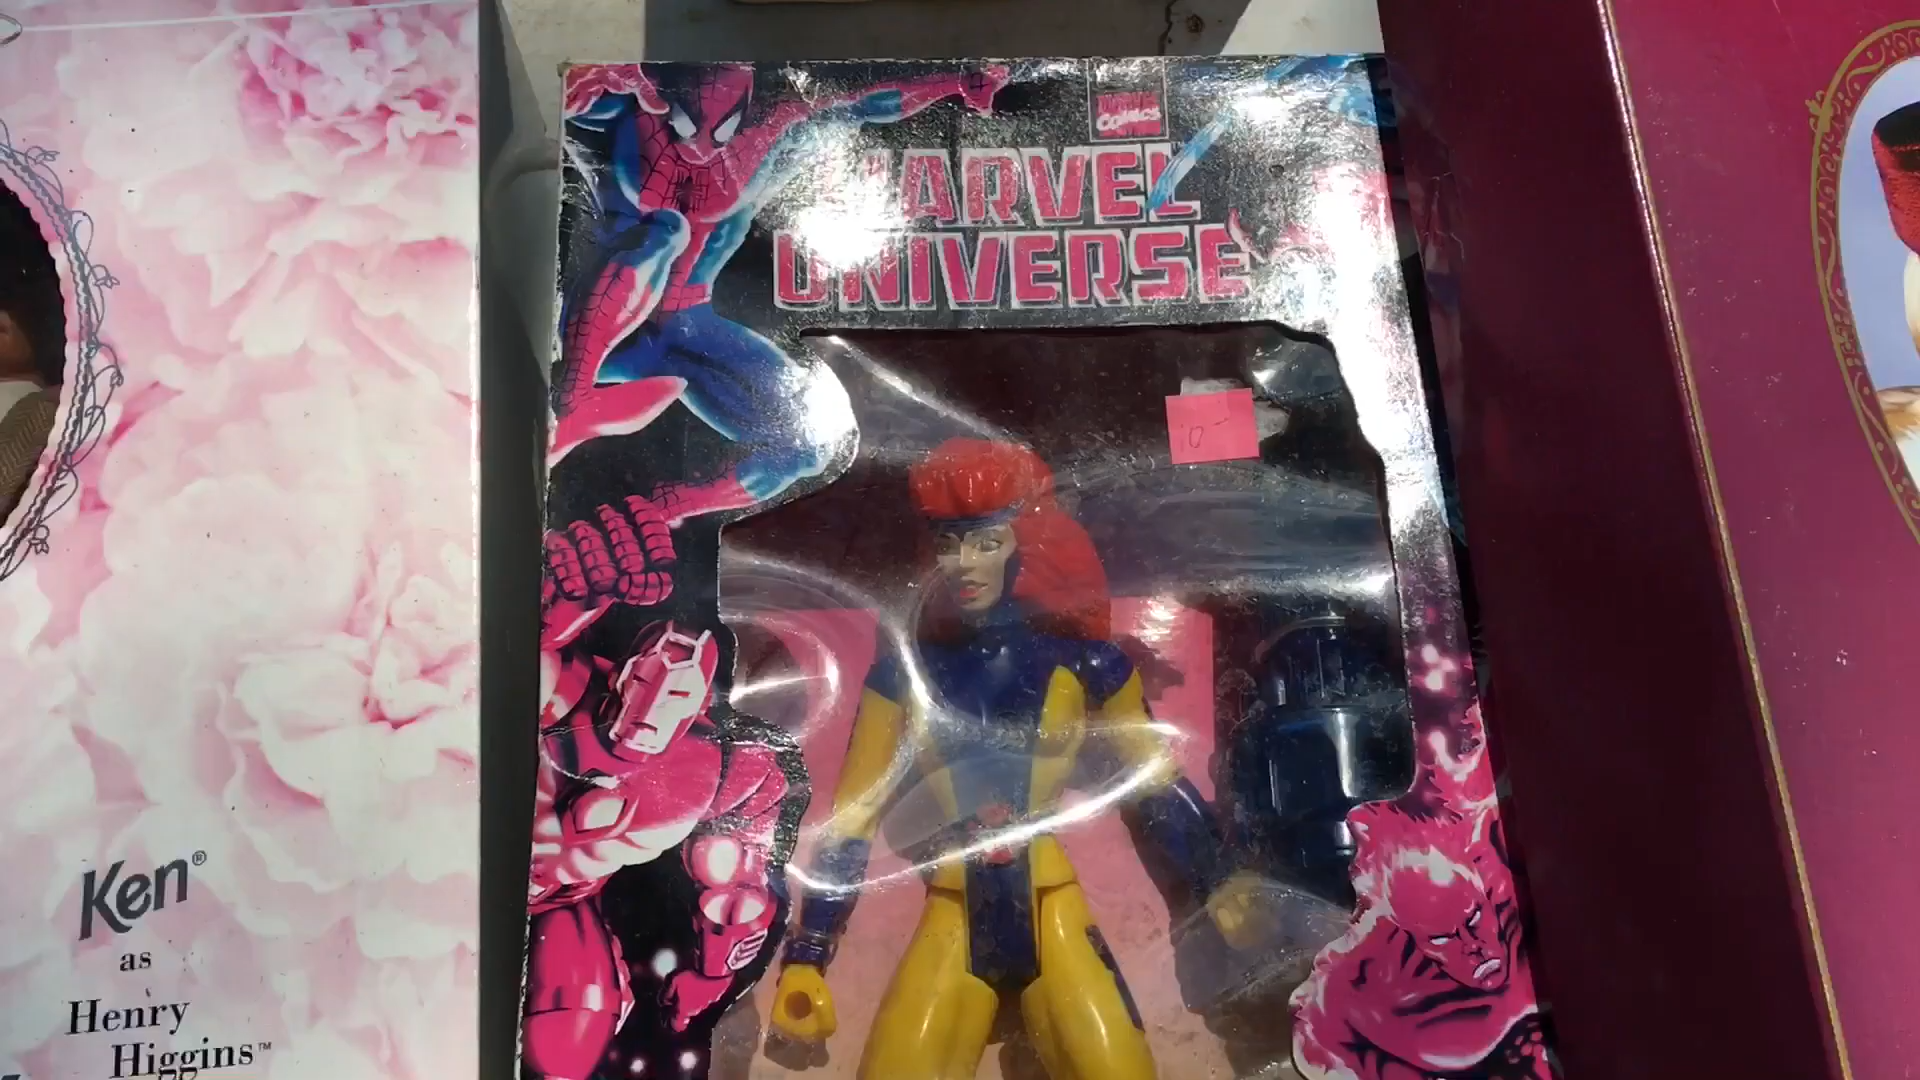 Ken®
as
Henry
Higgins™
MARVEL
COMICS
MARVEL
UNIVERSE
10-